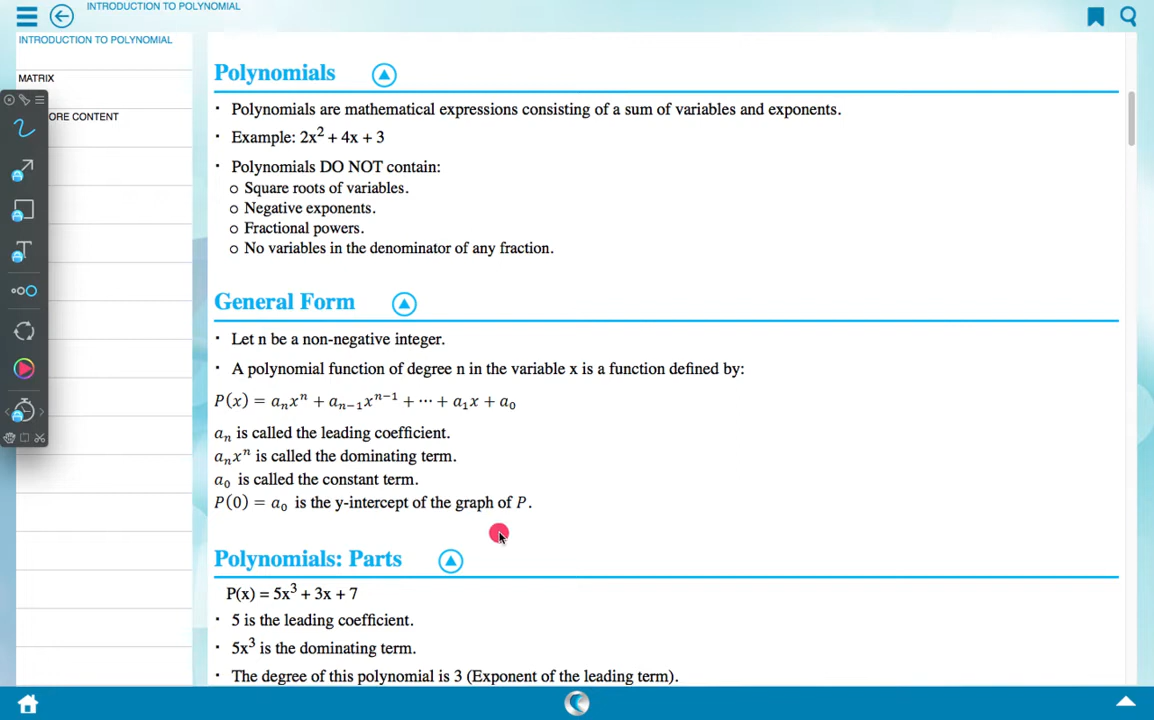 INTRODUCTION TO POLYNOMIAL
INTRODUCTION TO POLYNOMIAL
MATRIX
ORE CONTENT
Polynomials
· Polynomials are mathematical expressions consisting of a sum of variables and exponents.
· Example: 2x² + 4x + 3
· Polynomials DO NOT contain:
o Square roots of variables.
o Negative exponents.
o Fractional powers.
o No variables in the denominator of any fraction.
General Form
· Let n be a non-negative integer.
· A polynomial function of degree n in the variable x is a function defined by:
P(x) = aₙxⁿ + aₙ₋₁xⁿ⁻¹ + ··· + a₁x + a₀
aₙ is called the leading coefficient.
aₙxⁿ is called the dominating term.
a₀ is called the constant term.
P(0) = a₀ is the y-intercept of the graph of P.
Polynomials: Parts
P(x) = 5x³ + 3x + 7
· 5 is the leading coefficient.
· 5x³ is the dominating term.
· The degree of this polynomial is 3 (Exponent of the leading term).